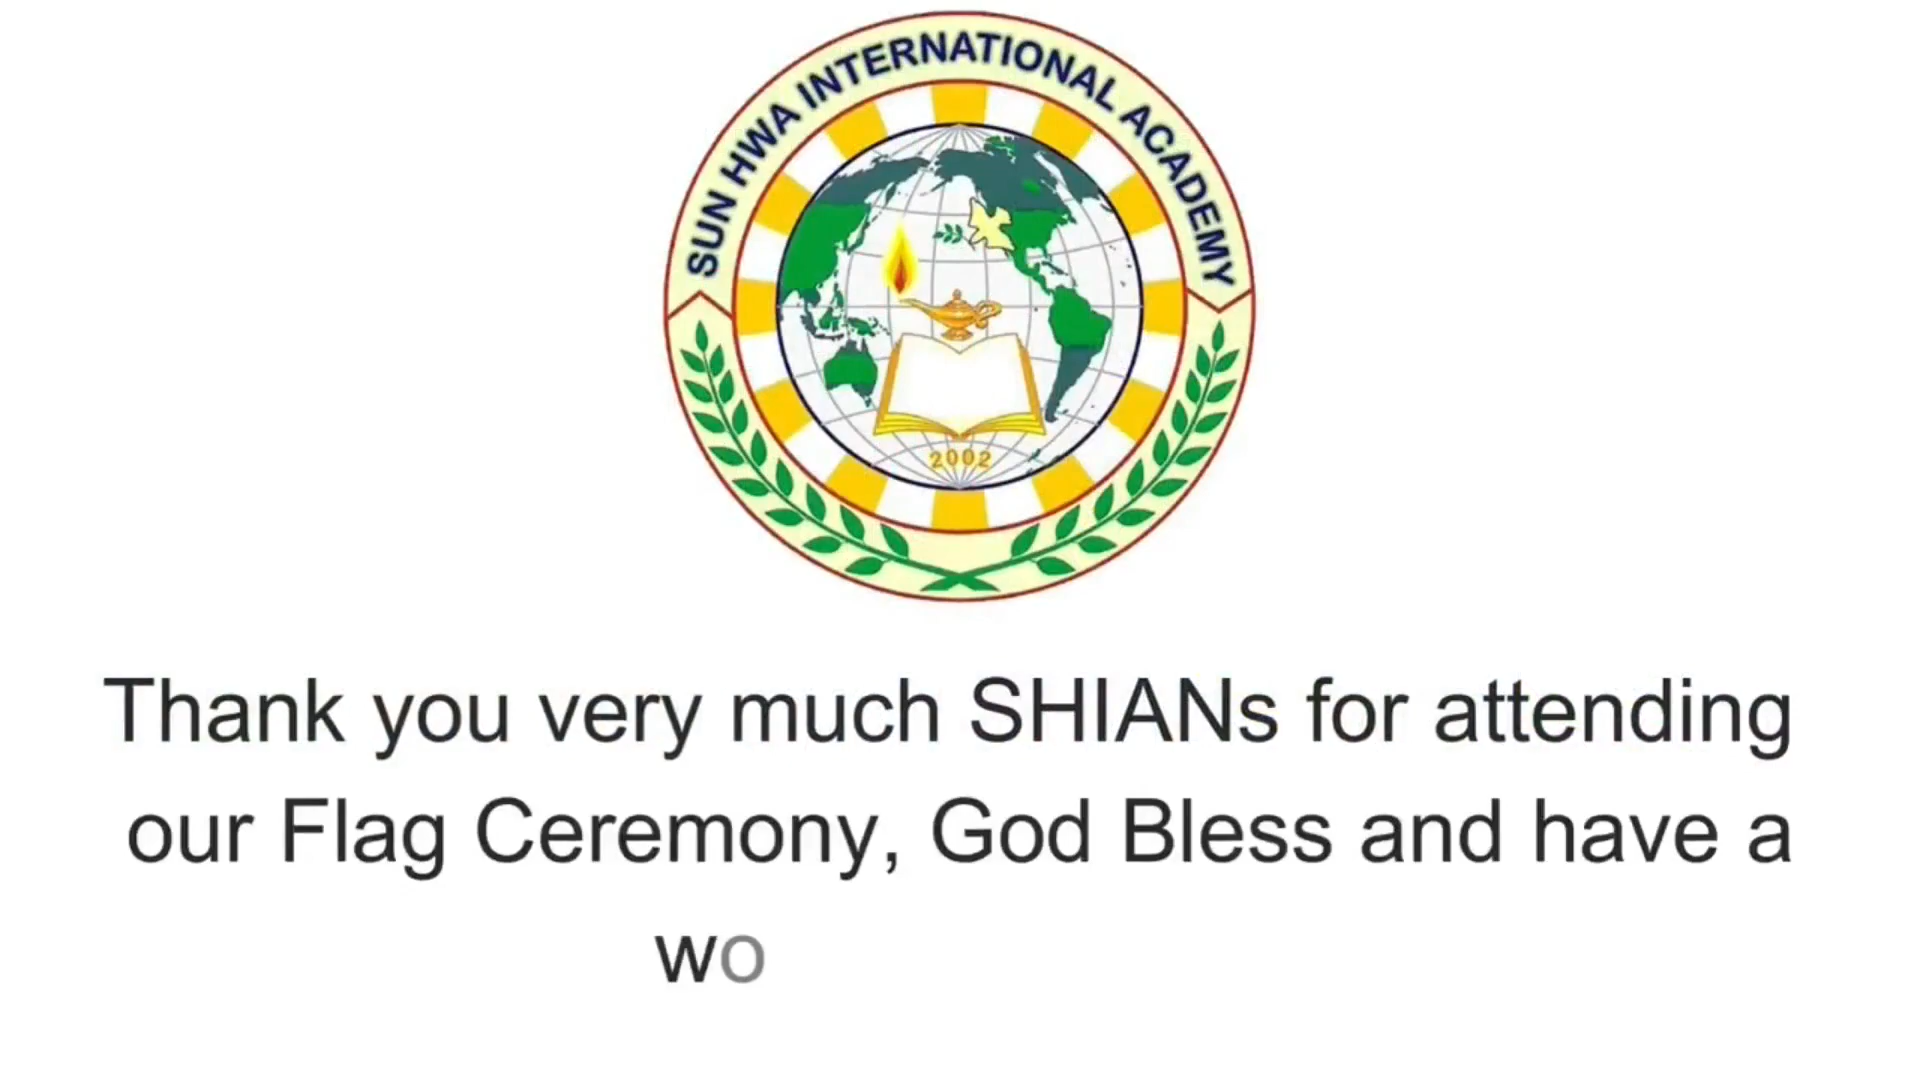 SUN HWA INTERNATIONAL ACADEMY
2002
Thank you very much SHIANs for attending
our Flag Ceremony, God Bless and have a
wo